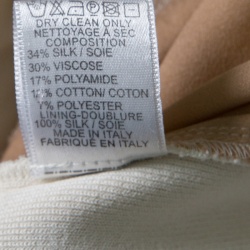 DRY CLEAN ONLY
NETTOYAGE À SEC
COMPOSITION
34% SILK / SOIE
30% VISCOSE
17% POLYAMIDE
12% COTTON/ COTON
7% POLYESTER
LINING-DOUBLURE
100% SILK / SOIE
MADE IN ITALY
FABRIQUÉ EN ITALY